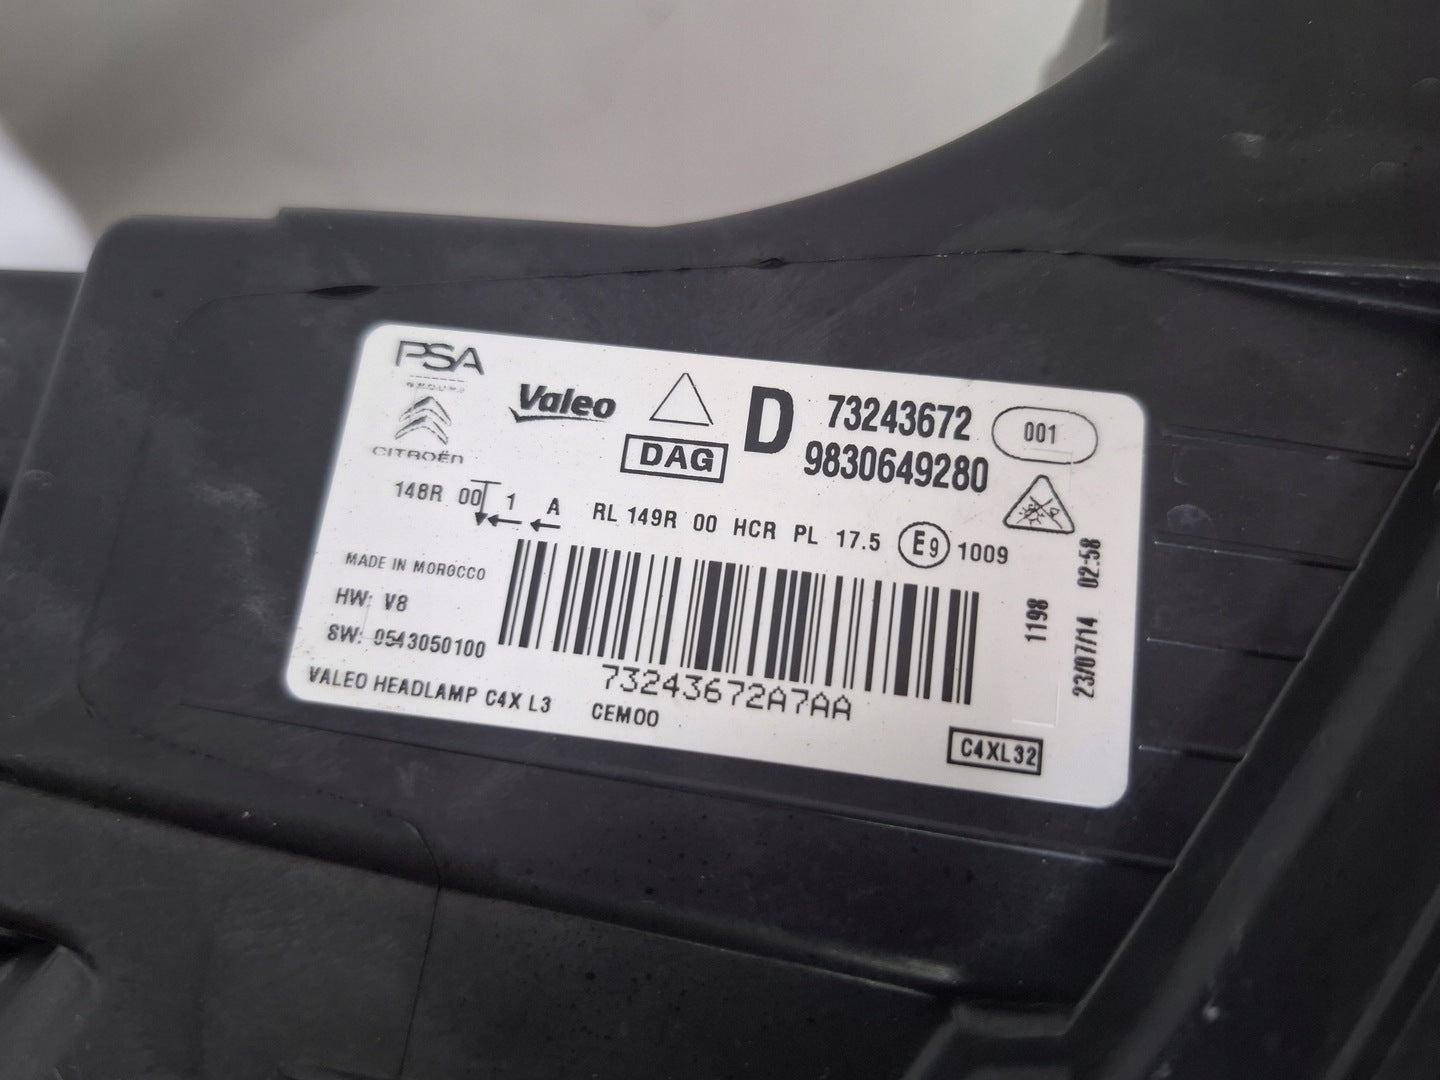 PSA
GROUPE
CITROËN
Valeo
DAG
D
73243672
9830649280
001
148R 00 1 A RL 149R 00 HCR PL 17.5 E9 1009
MADE IN MOROCCO
HW: V8
SW: 0543050100
VALEO HEADLAMP C4X L3 CEM00
73243672A7AA
C4XL32
1198
23/07/14 02:58